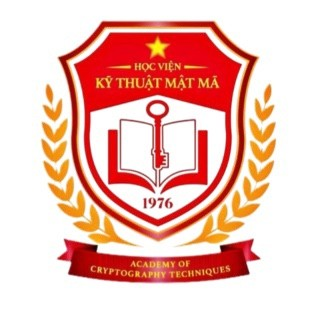 HỌC VIỆN
KỸ THUẬT MẬT MÃ
1976
ACADEMY OF
CRYPTOGRAPHY TECHNIQUES